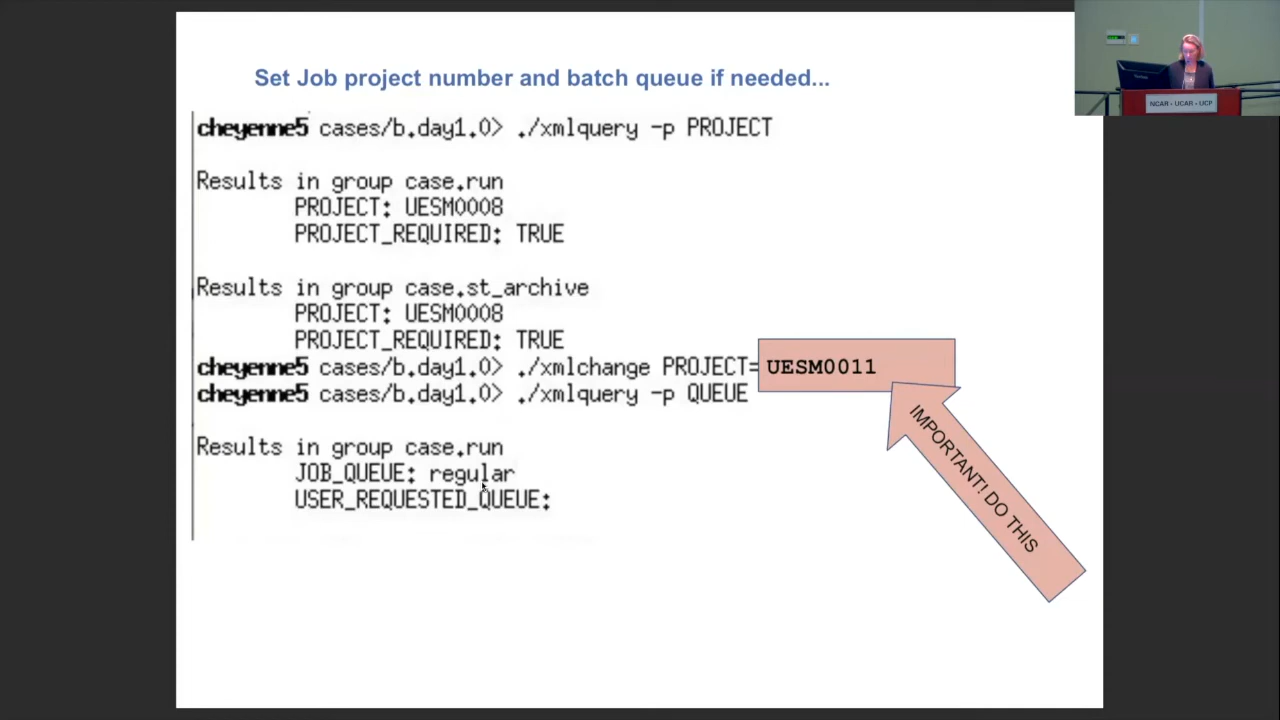 Set Job project number and batch queue if needed...
cheyenne5 cases/b.day1.0> ./xmlquery -p PROJECT
Results in group case.run
PROJECT: UESM0008
PROJECT_REQUIRED: TRUE
Results in group case.st_archive
PROJECT: UESM0008
PROJECT_REQUIRED: TRUE
cheyenne5 cases/b.day1.0> ./xmlchange PROJECT=UESM0011
cheyenne5 cases/b.day1.0> ./xmlquery -p QUEUE
Results in group case.run
JOB_QUEUE: regular
USER_REQUESTED_QUEUE:
IMPORTANT! DO THIS
NCAR • UCAR • UCP